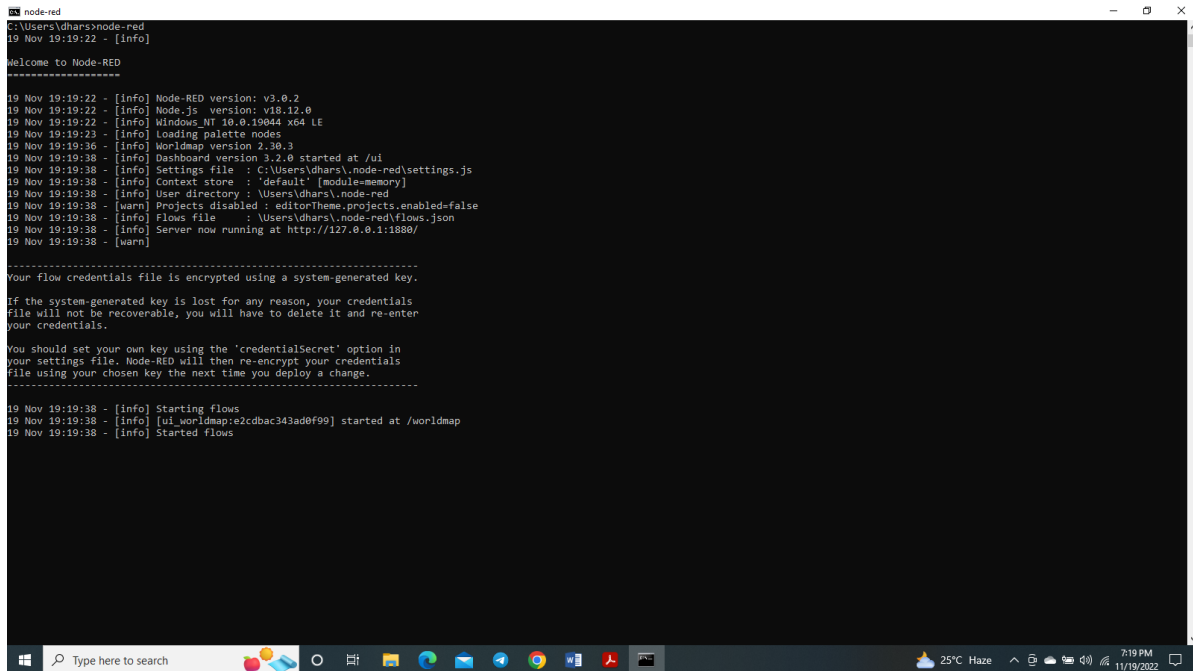 node-red
C:\Users\dhars>node-red
19 Nov 19:19:22 - [info]
Welcome to Node-RED
===================
19 Nov 19:19:22 - [info] Node-RED version: v3.0.2
19 Nov 19:19:22 - [info] Node.js  version: v18.12.0
19 Nov 19:19:22 - [info] Windows_NT 10.0.19044 x64 LE
19 Nov 19:19:23 - [info] Loading palette nodes
19 Nov 19:19:36 - [info] Worldmap version 2.30.3
19 Nov 19:19:38 - [info] Dashboard version 3.2.0 started at /ui
19 Nov 19:19:38 - [info] Settings file  : C:\Users\dhars\.node-red\settings.js
19 Nov 19:19:38 - [info] Context store  : 'default' [module=memory]
19 Nov 19:19:38 - [info] User directory : \Users\dhars\.node-red
19 Nov 19:19:38 - [warn] Projects disabled : editorTheme.projects.enabled=false
19 Nov 19:19:38 - [info] Flows file     : \Users\dhars\.node-red\flows.json
19 Nov 19:19:38 - [info] Server now running at http://127.0.0.1:1880/
19 Nov 19:19:38 - [warn]
---------------------------------------------------------------------
Your flow credentials file is encrypted using a system-generated key.
If the system-generated key is lost for any reason, your credentials
file will not be recoverable, you will have to delete it and re-enter
your credentials.
You should set your own key using the 'credentialSecret' option in
your settings file. Node-RED will then re-encrypt your credentials
file using your chosen key the next time you deploy a change.
---------------------------------------------------------------------
19 Nov 19:19:38 - [info] Starting flows
19 Nov 19:19:38 - [info] [ui_worldmap:e2cdbac343ad0f99] started at /worldmap
19 Nov 19:19:38 - [info] Started flows
Type here to search
25°C Haze
7:19 PM
11/19/2022